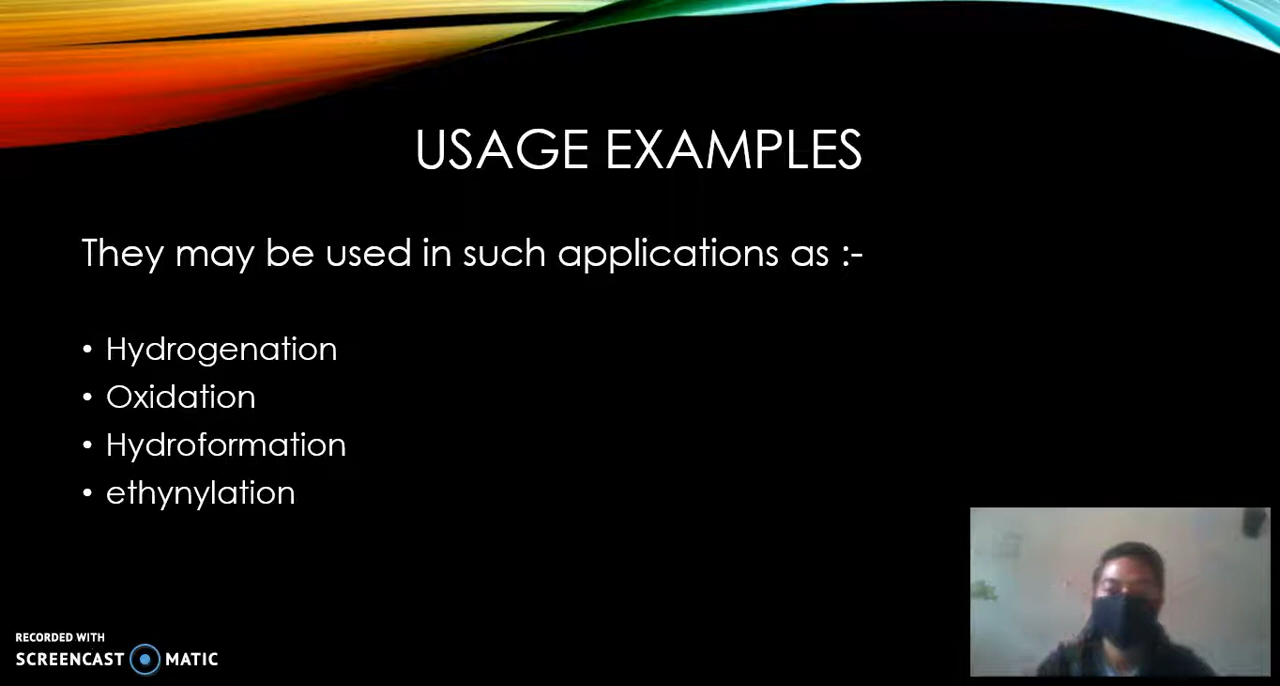 USAGE EXAMPLES
They may be used in such applications as :-
• Hydrogenation
• Oxidation
• Hydroformation
• ethynylation
RECORDED WITH
SCREENCAST MATIC